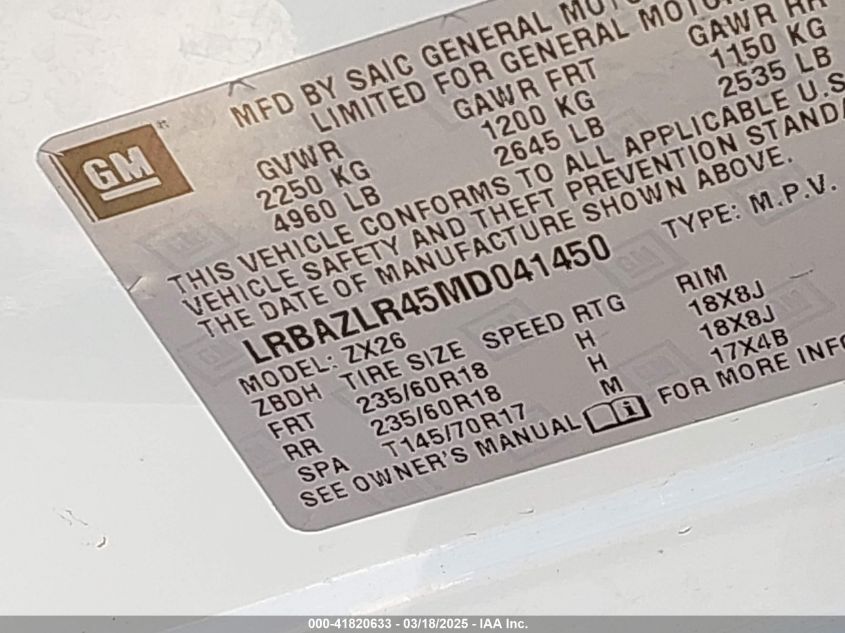 MFD BY SAIC GENERAL
LIMITED FOR GENERAL
GM
GVWR GAWR FRT GAWR RR
2250 KG 1200 KG 1150 KG
4960 LB 2645 LB 2535 LB
THIS VEHICLE CONFORMS TO ALL APPLICABLE U.S
VEHICLE SAFETY AND THEFT PREVENTION
THE DATE OF MANUFACTURE SHOWN ABOVE.
LRBAZLR45MD041450 TYPE: M.P.V.
MODEL: ZX26
ZBDH TIRE SIZE SPEED RTG RIM
FRT 235/60R18 H 18X8J
RR 235/60R18 H 18X8J
SPA T145/70R17 M 17X4B
SEE OWNER'S MANUAL i FOR MORE
000-41820633 - 03/18/2025 - IAA Inc.